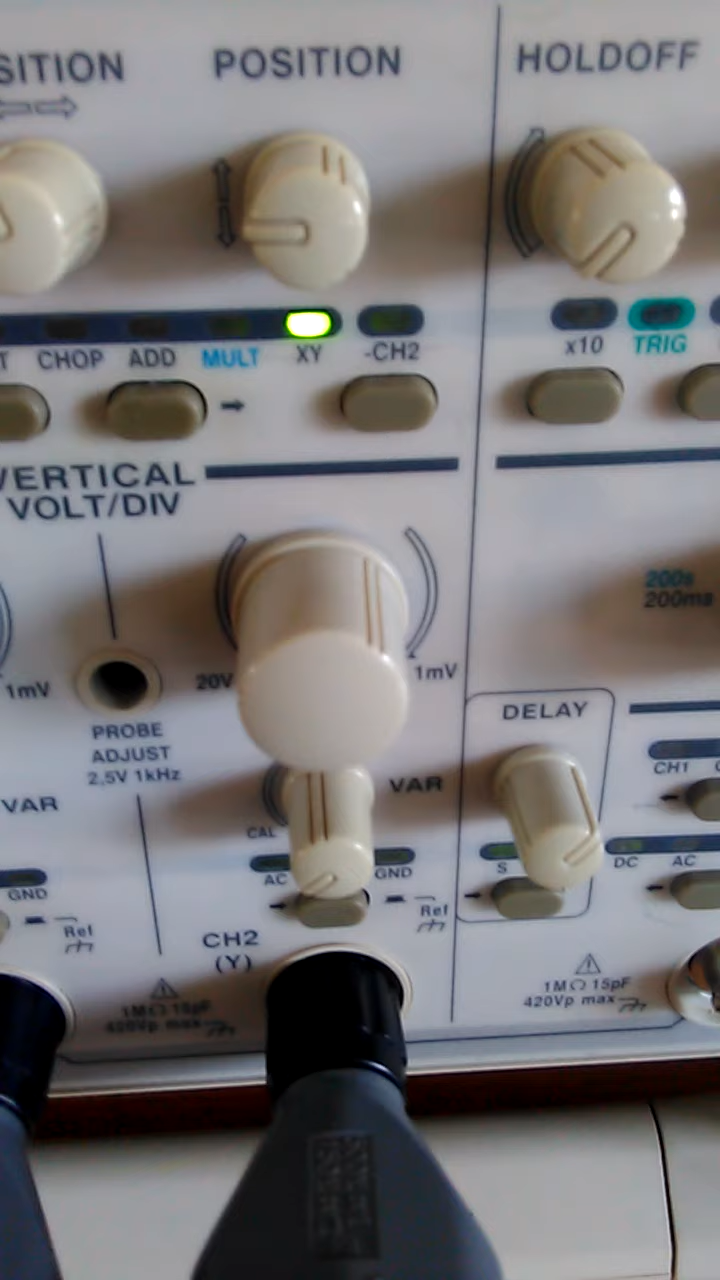 SITION
POSITION
HOLDOFF
T CHOP ADD MULT XY -CH2
x10 TRIG
VERTICAL
VOLT/DIV
200s
200ms
1mV
20V
1mV
PROBE
ADJUST
2,5V 1kHz
DELAY
CH1
VAR
VAR
CAL
AC
GND
S
DC
AC
GND
Ref
Ref
CH2
(Y)
1MΩ 15pF
420Vp max
1MΩ 15pF
420Vp max